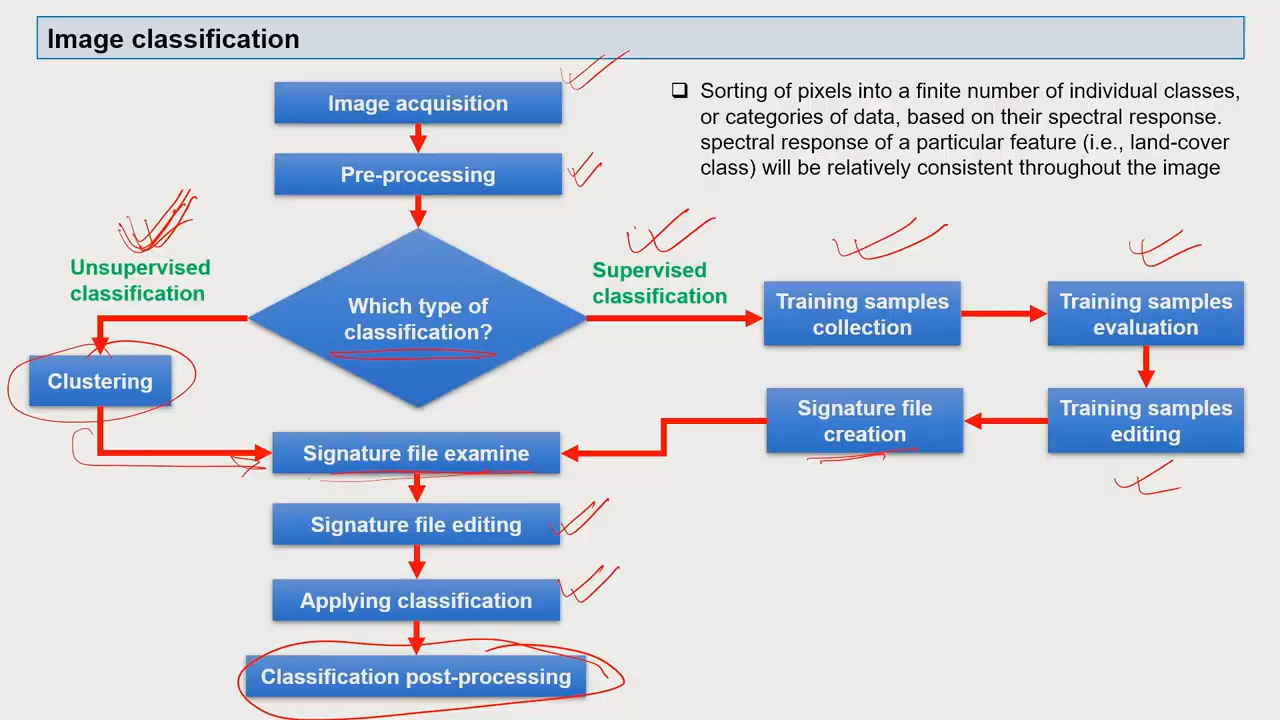 Image classification
Image acquisition
❑ Sorting of pixels into a finite number of individual classes,
or categories of data, based on their spectral response.
spectral response of a particular feature (i.e., land-cover
class) will be relatively consistent throughout the image
Pre-processing
Unsupervised
classification
Which type of
classification?
Supervised
classification
Training samples
collection
Training samples
evaluation
Clustering
Signature file
creation
Training samples
editing
Signature file examine
Signature file editing
Applying classification
Classification post-processing